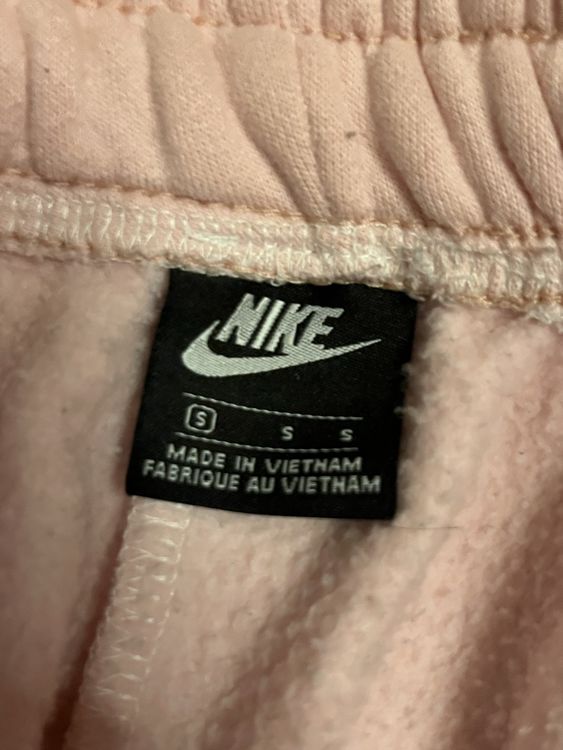 NIKE
S S S
MADE IN VIETNAM
FABRIQUE AU VIETNAM